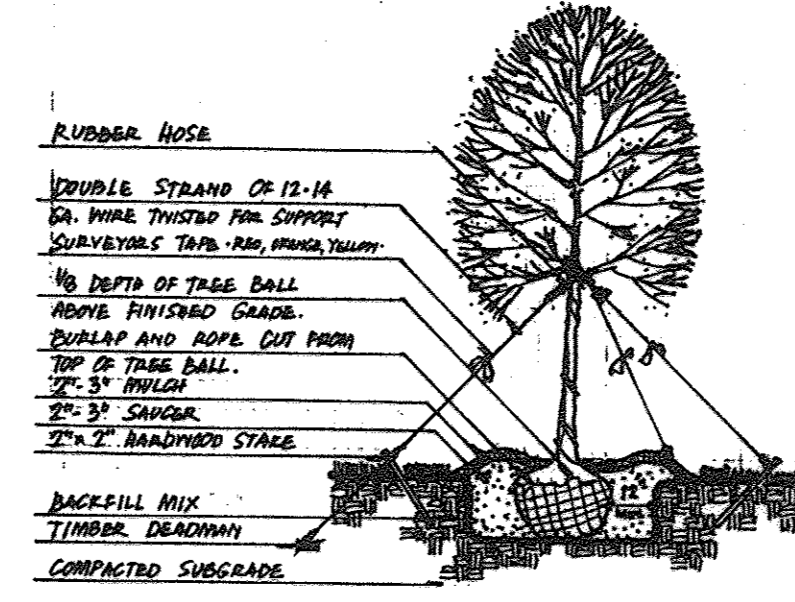 RUBBER HOSE
DOUBLE STRAND OF 12-14
GA. WIRE TWISTED FOR SUPPORT
SURVEYORS TAPE - RED, ORANGE, YELLOW.
1/8 DEPTH OF TREE BALL
ABOVE FINISHED GRADE.
BURLAP AND ROPE CUT FROM
TOP OF TREE BALL.
2"-3" MULCH
2"-3" SAUCER
2"x 2" HARDWOOD STAKE
BACKFILL MIX
TIMBER DEADMAN
COMPACTED SUBGRADE
12